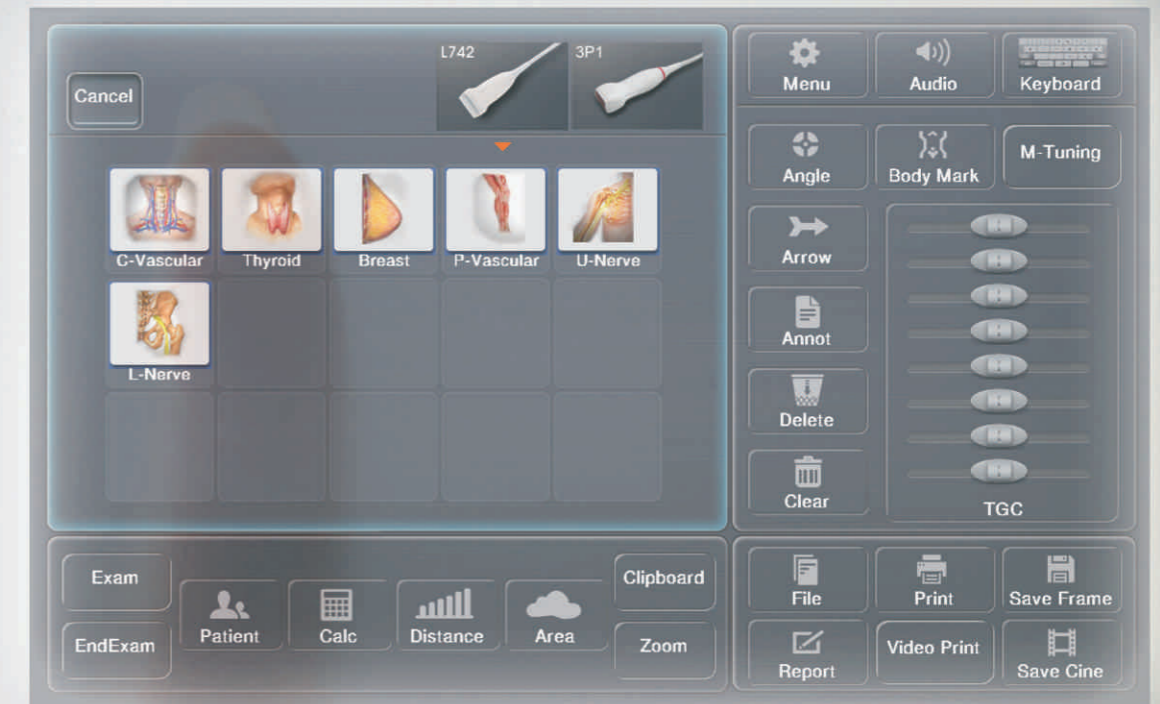 L742
3P1
Cancel
C-Vascular
Thyroid
Breast
P-Vascular
U-Nerve
L-Nerve
Menu
Audio
Keyboard
Angle
Body Mark
M-Tuning
Arrow
Annot
Delete
Clear
TGC
Exam
EndExam
Patient
Calc
Distance
Area
Clipboard
Zoom
File
Print
Save Frame
Report
Video Print
Save Cine